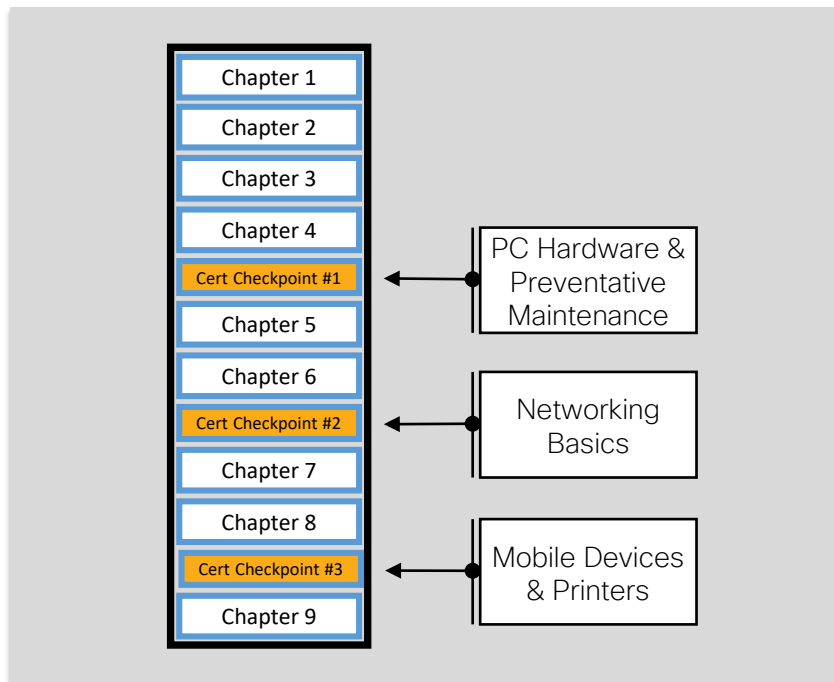 Chapter 1
Chapter 2
Chapter 3
Chapter 4
Cert Checkpoint #1
Chapter 5
Chapter 6
Cert Checkpoint #2
Chapter 7
Chapter 8
Cert Checkpoint #3
Chapter 9
PC Hardware &
Preventative
Maintenance
Networking
Basics
Mobile Devices
& Printers